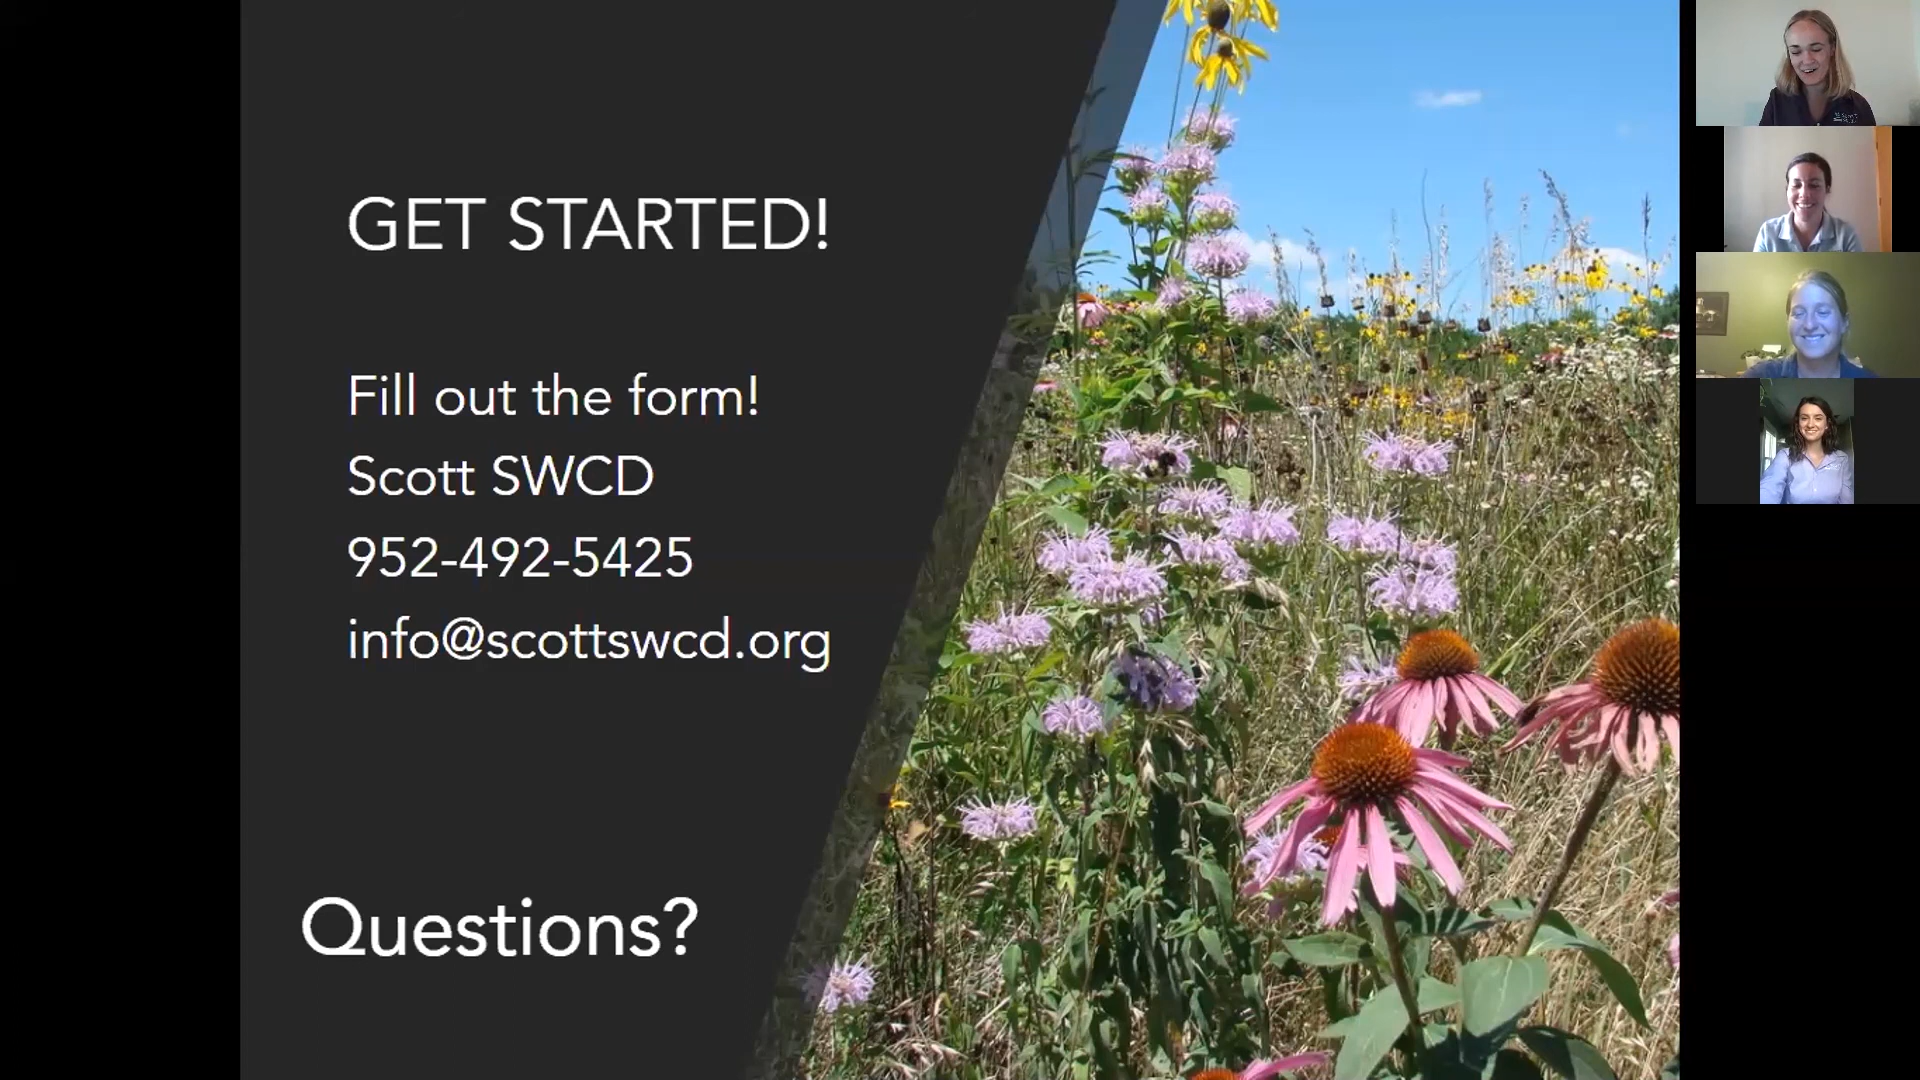 GET STARTED!
Fill out the form!
Scott SWCD
952-492-5425
info@scottswcd.org
Questions?